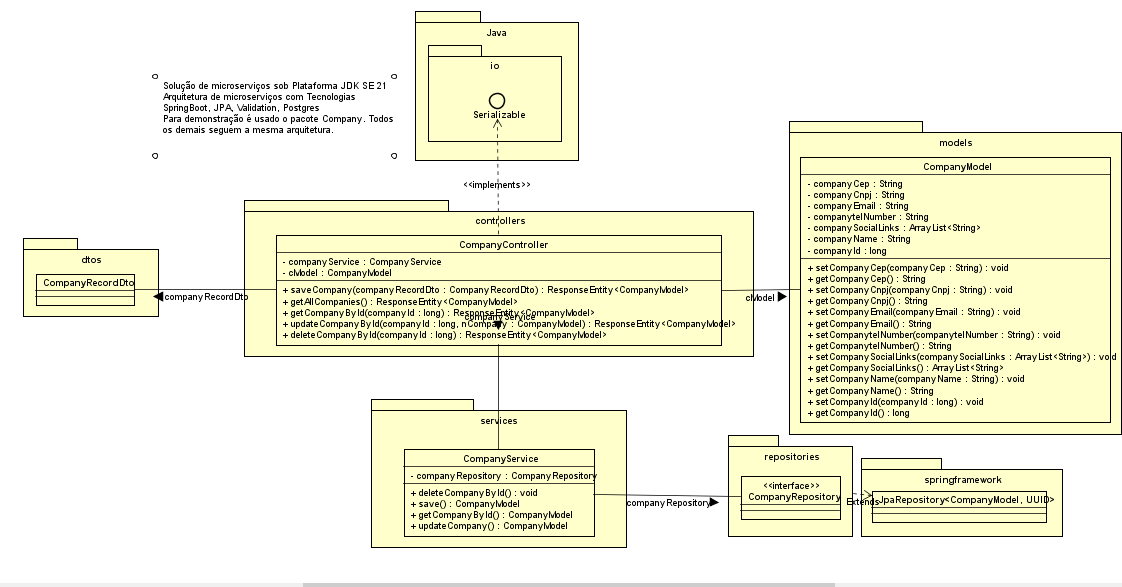 Java
io
Serializable
<<implements>>
Solução de microserviços sob Plataforma JDK SE 21
Arquitetura de microserviços com Tecnologias
SpringBoot, JPA, Validation, Postgres
Para demonstração é usado o pacote Company. Todos
os demais seguem a mesma arquitetura.
models
CompanyModel
- companyCep : String
- companyCnpj : String
- companyEmail : String
- companytelNumber : String
- companySocialLinks : ArrayList<String>
- companyName : String
- companyId : long
+ setCompanyCep(companyCep : String) : void
+ getCompanyCep() : String
+ setCompanyCnpj(companyCnpj : String) : void
+ getCompanyCnpj() : String
+ setCompanyEmail(companyEmail : String) : void
+ getCompanyEmail() : String
+ setCompanytelNumber(companytelNumber : String) : void
+ getCompanytelNumber() : String
+ setCompanySocialLinks(companySocialLinks : ArrayList<String>) : void
+ getCompanySocialLinks() : ArrayList<String>
+ setCompanyName(companyName : String) : void
+ getCompanyName() : String
+ setCompanyId(companyId : long) : void
+ getCompanyId() : long
controllers
CompanyController
- companyService : CompanyService
- clModel : CompanyModel
+ saveCompany(companyRecordDto : CompanyRecordDto) : ResponseEntity<CompanyModel>
+ getAllCompanies() : ResponseEntity<CompanyModel>
+ getCompanyById(companyId : long) : ResponseEntity<CompanyModel>
+ updateCompanyById(companyId : long, nCompany : CompanyModel) : ResponseEntity<CompanyModel>
+ deleteCompanyById(companyId : long) : ResponseEntity<CompanyModel>
companyService
clModel
dtos
CompanyRecordDto
companyRecordDto
services
CompanyService
- companyRepository : CompanyRepository
+ deleteCompanyById() : void
+ save() : CompanyModel
+ getCompanyById() : CompanyModel
+ updateCompany() : CompanyModel
companyRepository
repositories
<<interface>>
CompanyRepository
Extends
springframework
JpaRepository<CompanyModel, UUID>